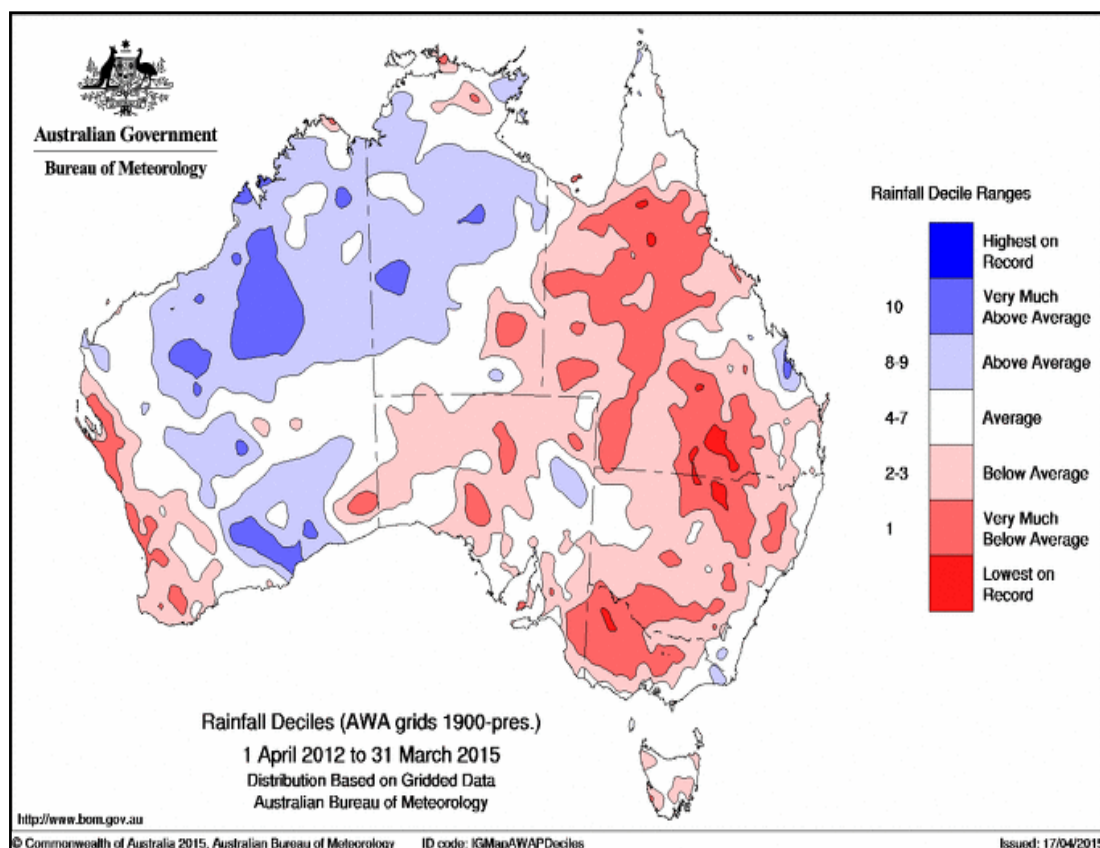 Australian Government
Bureau of Meteorology
Rainfall Decile Ranges
Highest on
Record
10
Very Much
Above Average
8-9
Above Average
4-7
Average
2-3
Below Average
1
Very Much
Below Average
Lowest on
Record
Rainfall Deciles (AWA grids 1900-pres.)
1 April 2012 to 31 March 2015
Distribution Based on Gridded Data
Australian Bureau of Meteorology
http://www.bom.gov.au
© Commonwealth of Australia 2015, Australian Bureau of Meteorology ID code: IGMapAWAPDeciles Issued: 17/04/2015